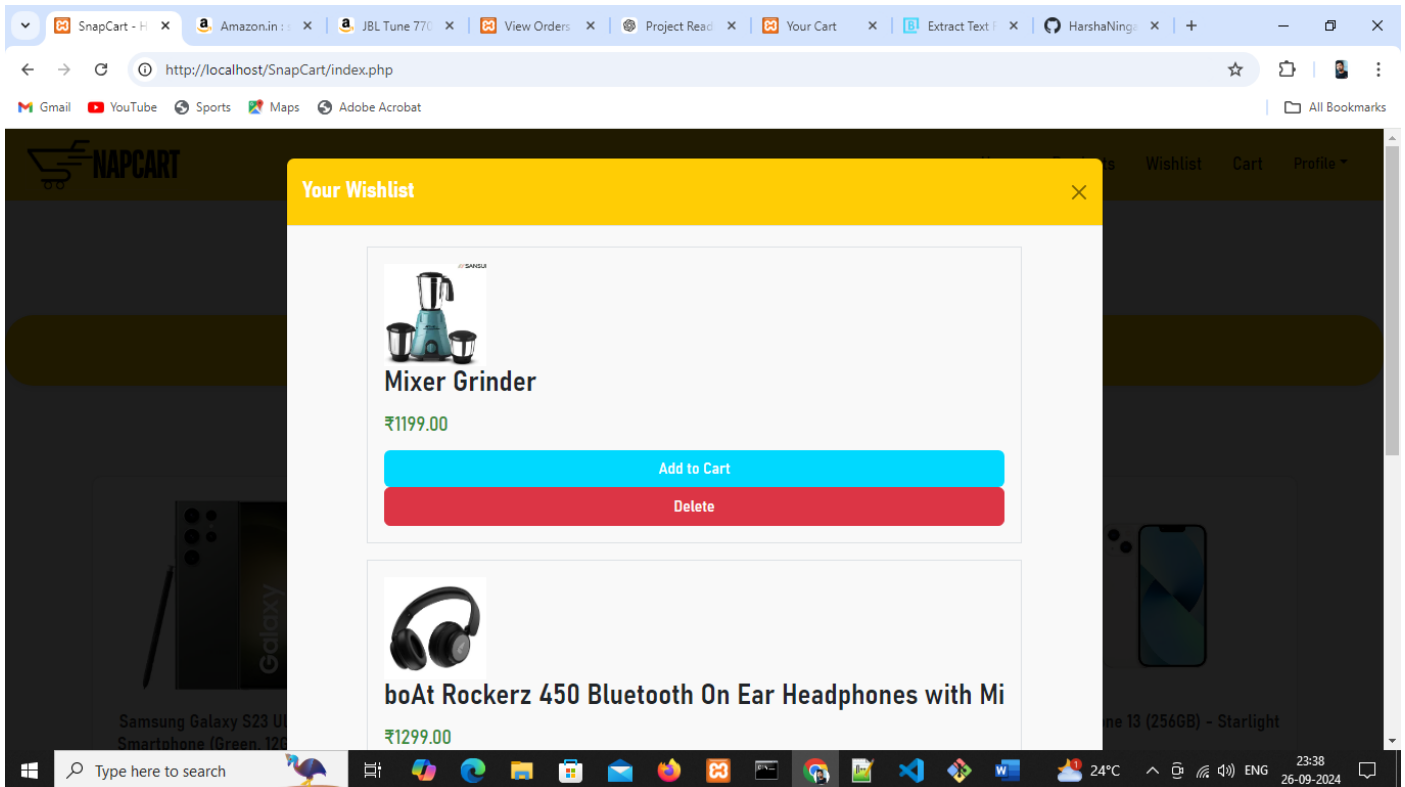 SnapCart - H
Amazon.in : s
JBL Tune 770
View Orders
Project Read
Your Cart
Extract Text F
HarshaNinga
http://localhost/SnapCart/index.php
Gmail
YouTube
Sports
Maps
Adobe Acrobat
All Bookmarks
NAPCART
Wishlist
Cart
Profile
Your Wishlist
SANSUI
Mixer Grinder
₹1199.00
Add to Cart
Delete
boAt Rockerz 450 Bluetooth On Ear Headphones with Mi
₹1299.00
Galaxy
Samsung Galaxy S23 Ul
Smartphone (Green, 12G
ne 13 (256GB) - Starlight
Type here to search
24°C
ENG
23:38
26-09-2024